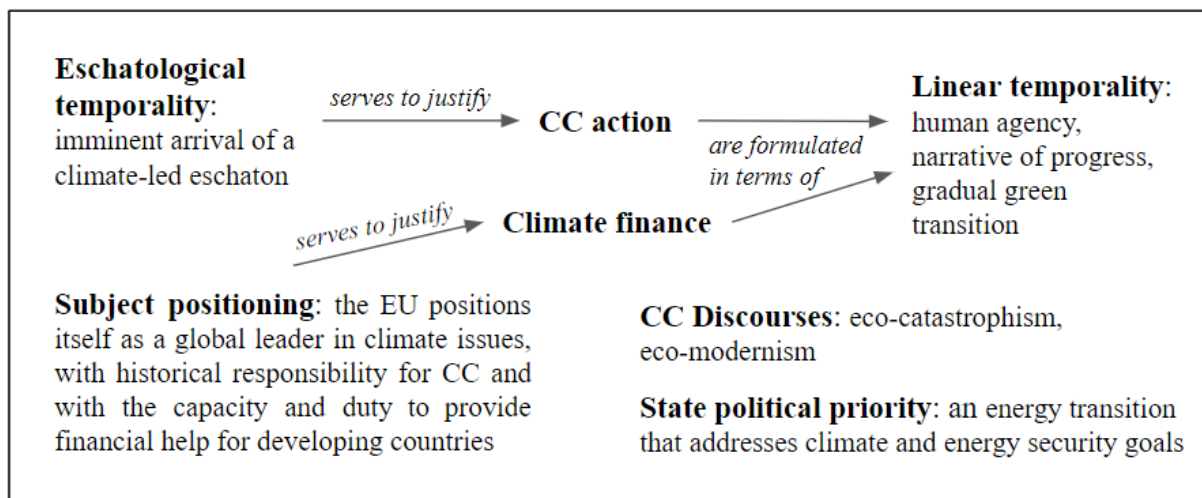 Eschatological
temporality:
imminent arrival of a
climate-led eschaton
serves to justify
CC action
are formulated
in terms of
Linear temporality:
human agency,
narrative of progress,
gradual green
transition
serves to justify
Climate finance
Subject positioning: the EU positions
itself as a global leader in climate issues,
with historical responsibility for CC and
with the capacity and duty to provide
financial help for developing countries
CC Discourses: eco-catastrophism,
eco-modernism
State political priority: an energy transition
that addresses climate and energy security goals